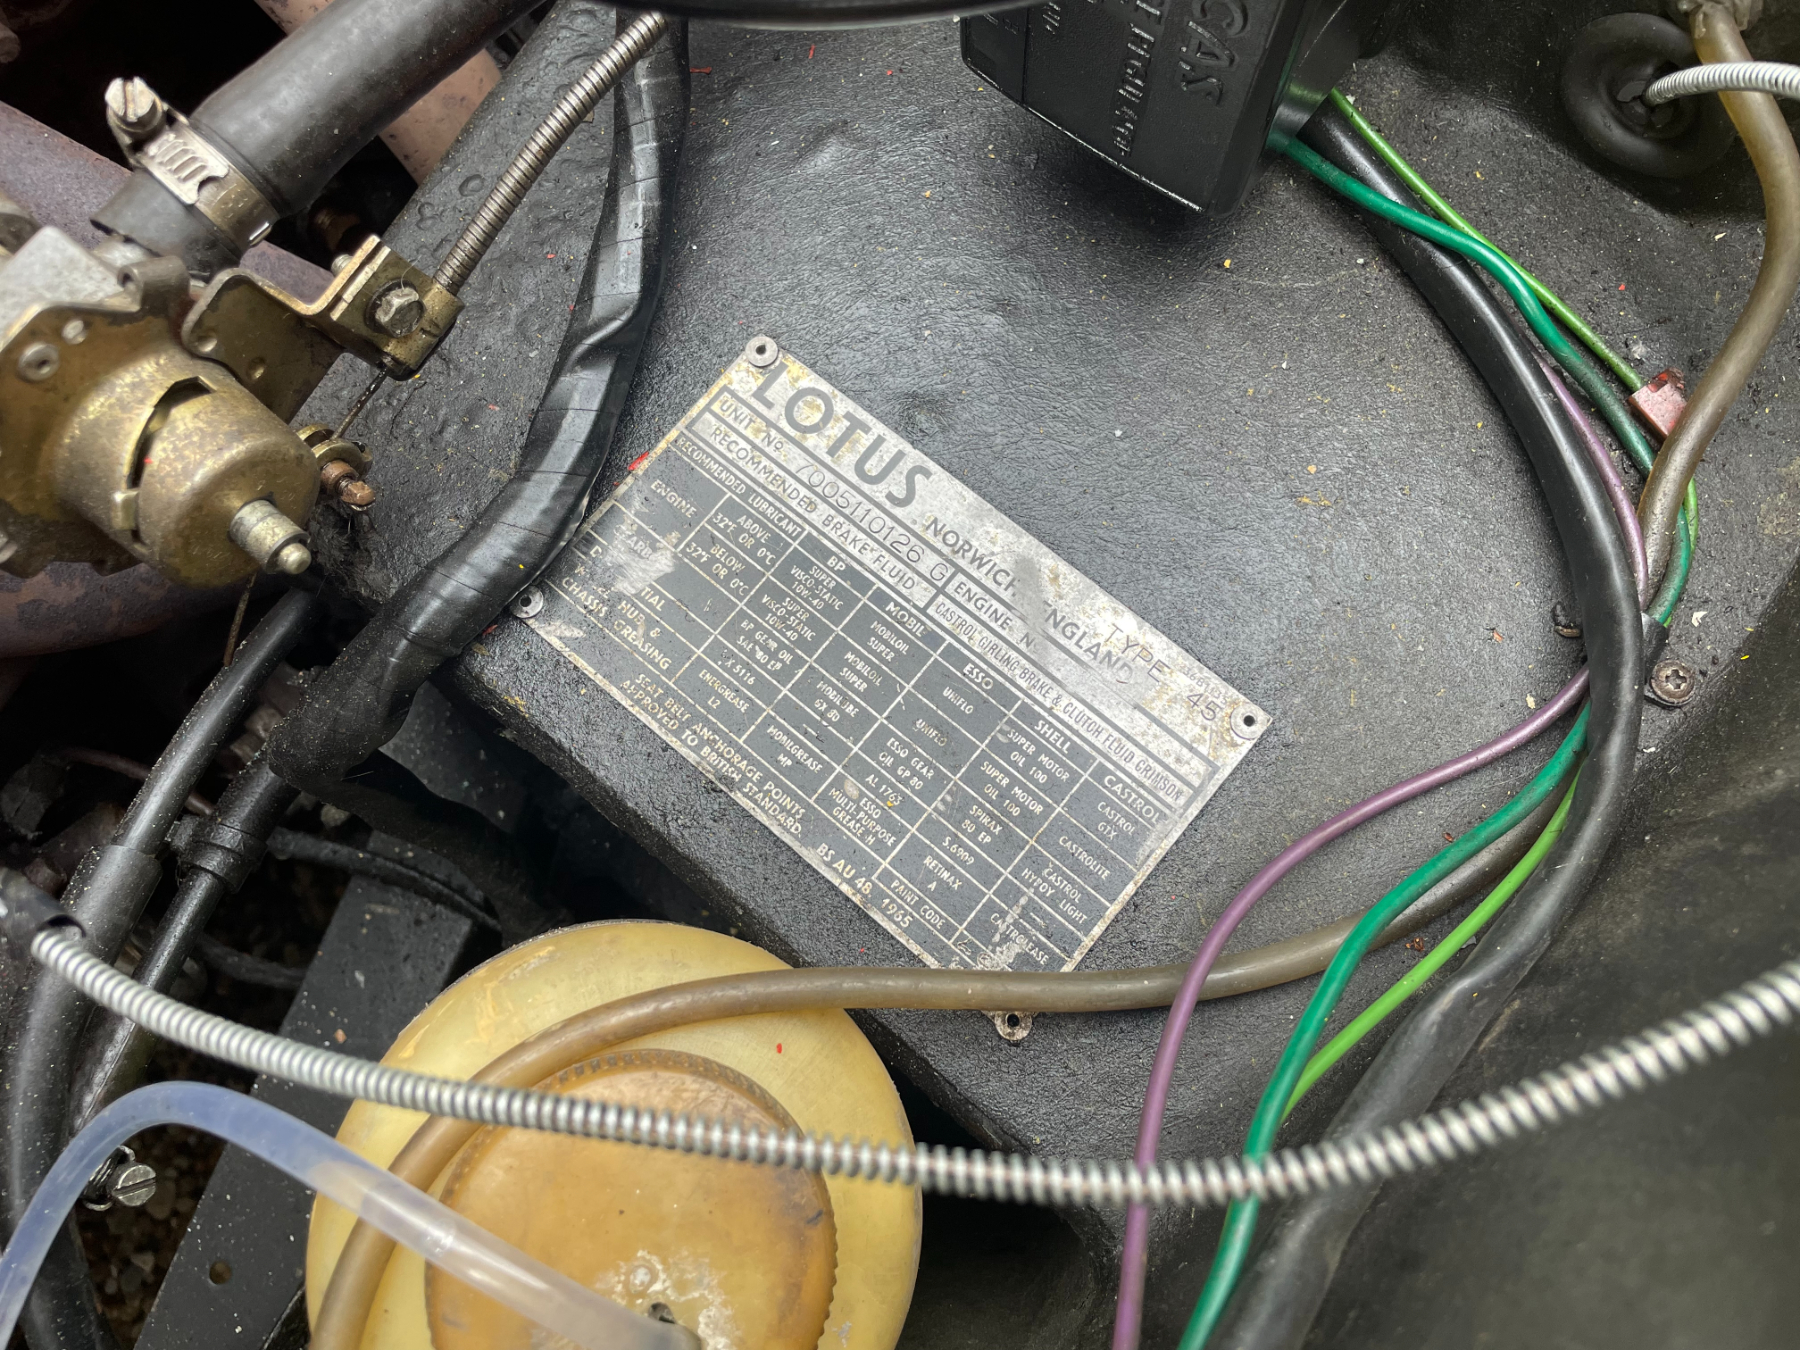 CAS
LOTUS NORWICH, ENGLAND TYPE 45
UNIT Nº 7005110126 G ENGINE N
RECOMMENDED BRAKE FLUID CASTROL GIRLING BRAKE & CLUTCH FLUID CRIMSON
RECOMMENDED LUBRICANT BP MOBIL ESSO SHELL CASTROL
ENGINE ABOVE 32°F OR 0°C SUPER VISCO-STATIC 10W-40 MOBILOIL SUPER UNIFLO SUPER MOTOR OIL 100 CASTROL GTX
BELOW 32°F OR 0°C SUPER VISCO-STATIC 10W-40 MOBILOIL SUPER UNIFLO SUPER MOTOR OIL 100 CASTROLITE
BP GEAR OIL SAE 80 EP MOBILUBE GX 80 ESSO GEAR OIL GP 80 SPIRAX 80 EP CASTROL HYPOY LIGHT
5116 AL 1763 S.6909
HUB & CHASSIS GREASING ENERGREASE L2 MOBILGREASE MP ESSO MULTI-PURPOSE GREASE H RETINAX A CASTROLEASE
SEAT BELT ANCHORAGE POINTS
APPROVED TO BRITISH STANDARD. BS AU 48. 1965 PAINT CODE